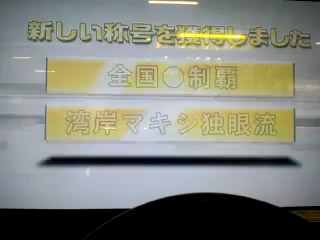 新しい称号を獲得しました
全国●制覇
湾岸マキシ独眼流